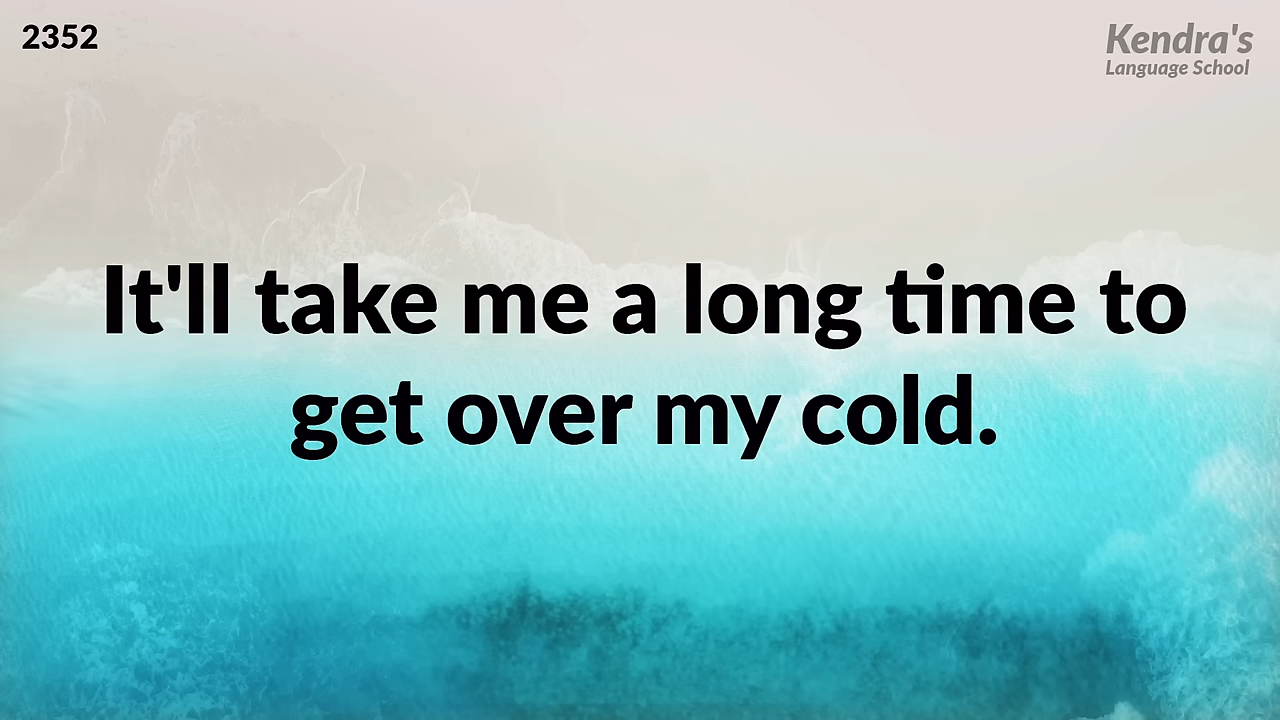 2352
Kendra's
Language School
It'll take me a long time to
get over my cold.